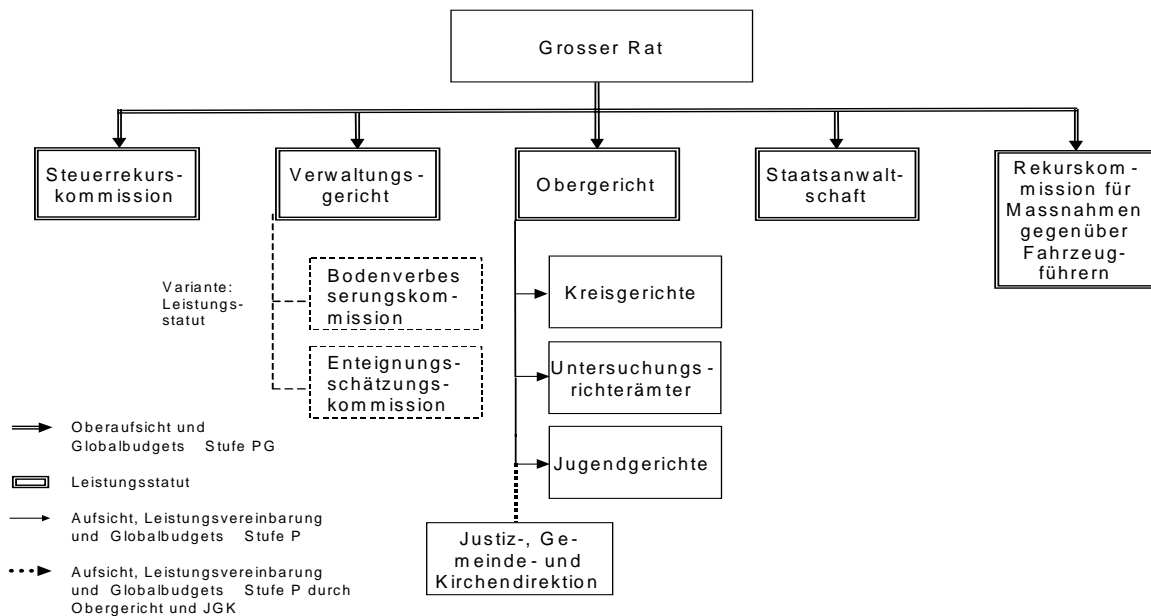 Grosser Rat
Steuerrekurs-
kommission
Verwaltungs-
gericht
Obergericht
Staatsanwalt-
schaft
Rekurskom-
mission für
Massnahmen
gegenüber
Fahrzeug-
führern
Variante:
Leistungs-
statut
Bodenverbes
serungskom-
mission
Enteignungs-
schätzungs-
kommission
Kreisgerichte
Untersuchungs-
richterämter
Jugendgerichte
Justiz-, Ge-
meinde- und
Kirchendirektion
Oberaufsicht und
Globalbudgets Stufe PG
Leistungsstatut
Aufsicht, Leistungsvereinbarung
und Globalbudgets Stufe P
Aufsicht, Leistungsvereinbarung
und Globalbudgets Stufe P durch
Obergericht und JGK